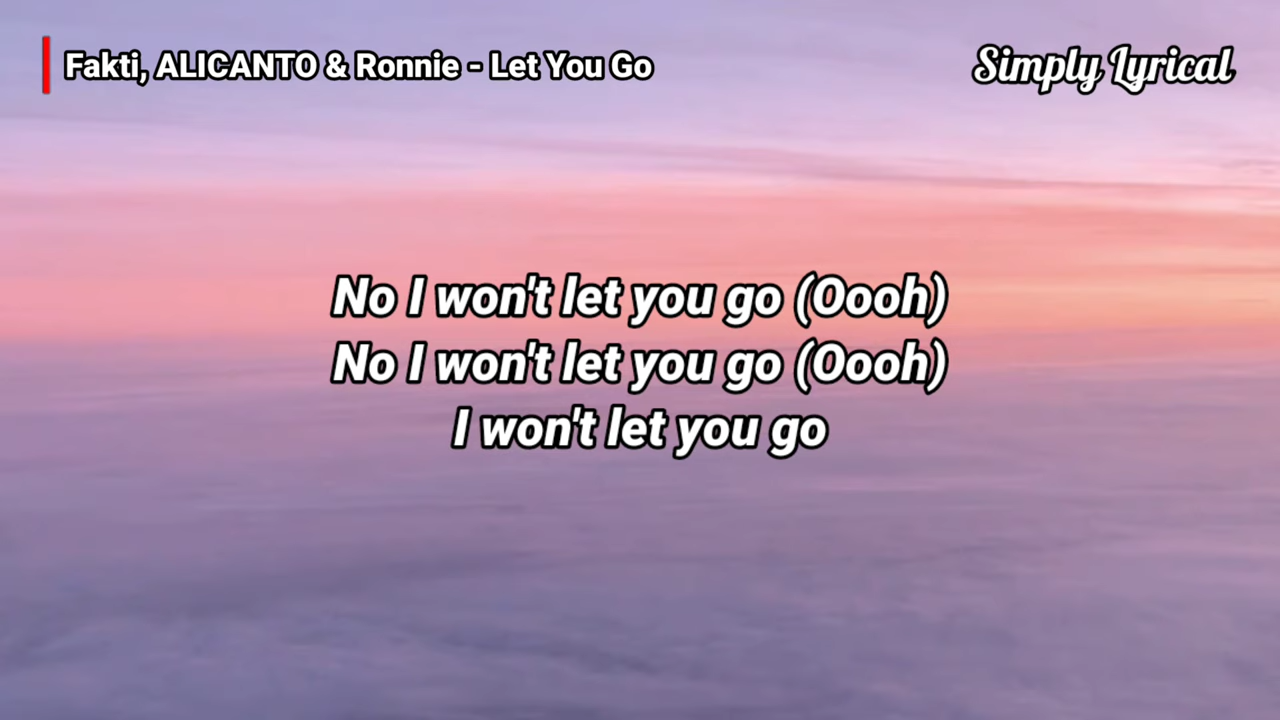 Fakti, ALICANTO & Ronnie - Let You Go
Simply Lyrical
No I won't let you go (Oooh)
No I won't let you go (Oooh)
I won't let you go